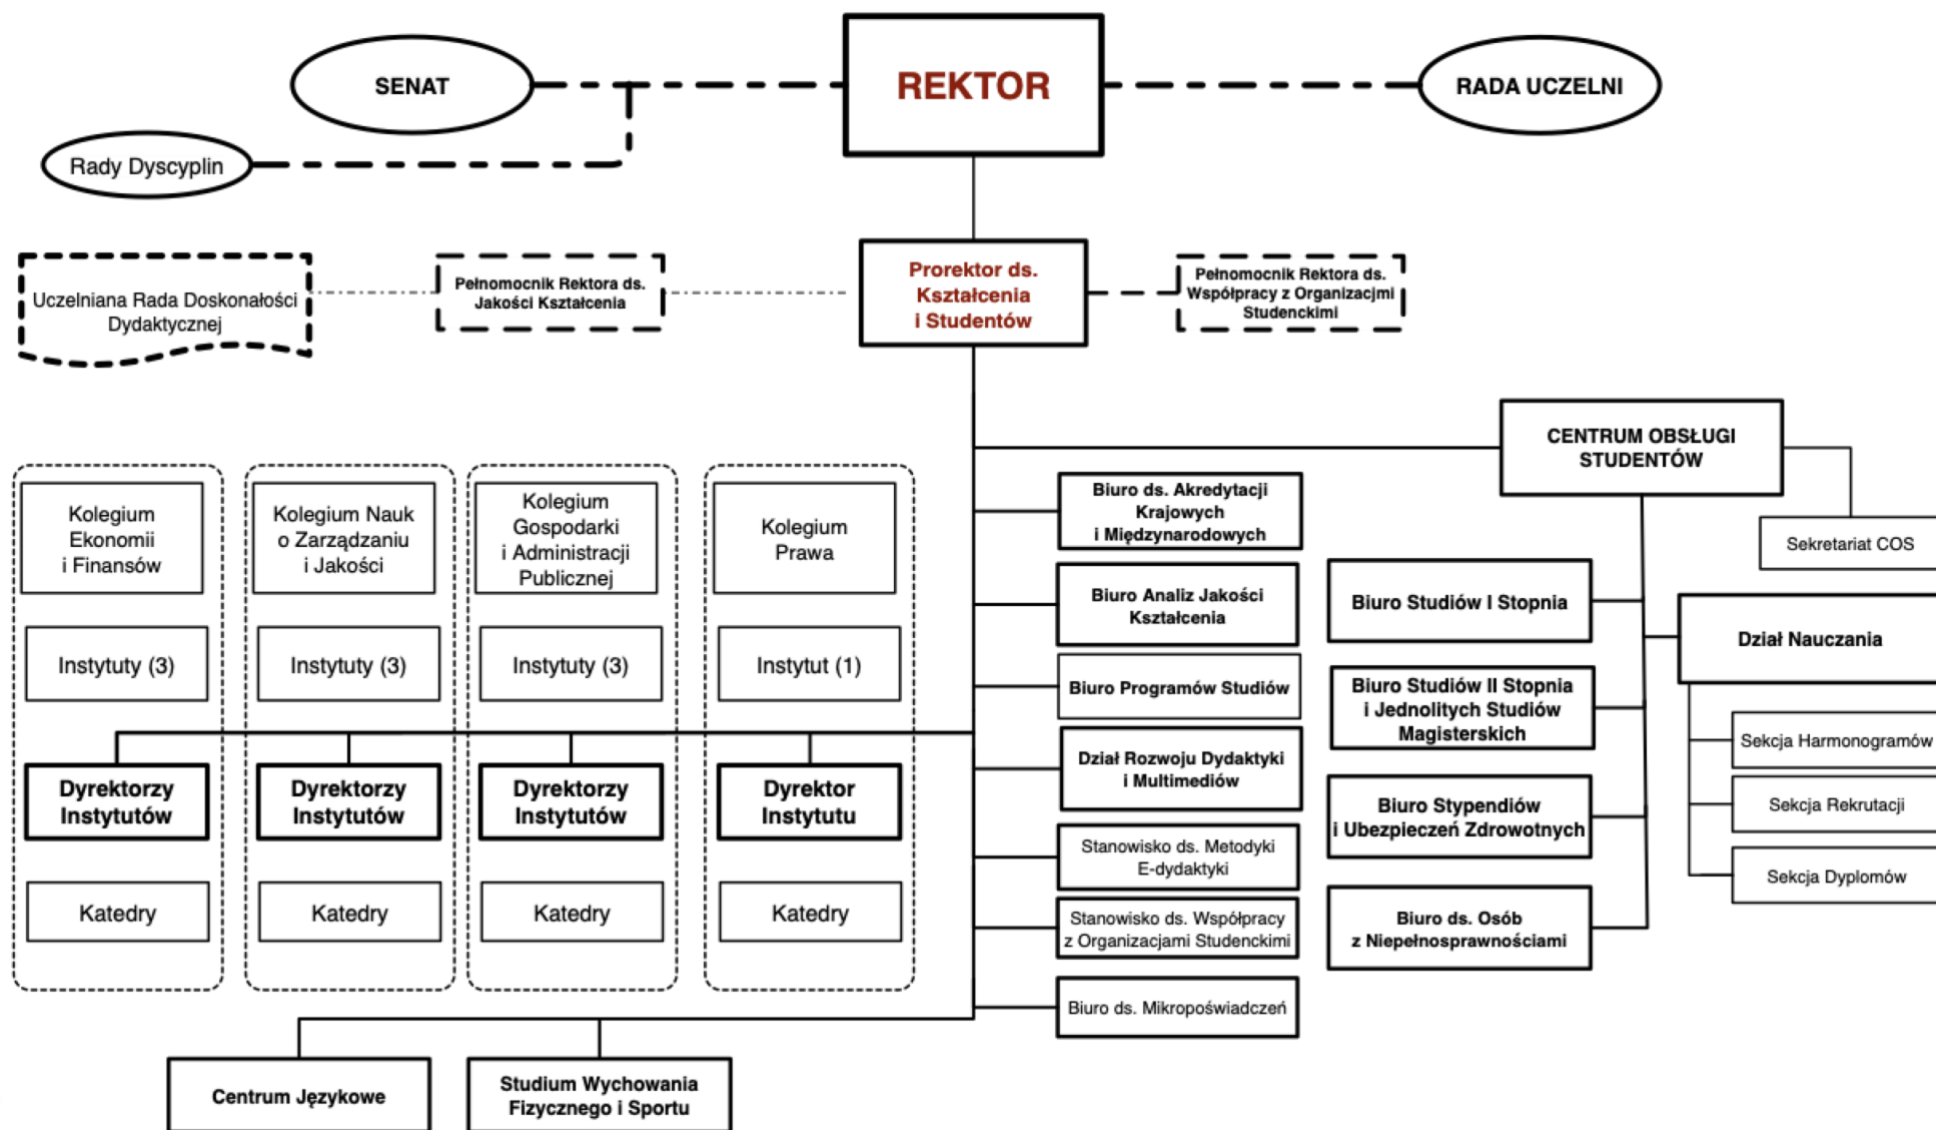 SENAT
REKTOR
RADA UCZELNI
Rady Dyscyplin
Uczelniana Rada Doskonałości
Dydaktycznej
Pełnomocnik Rektora ds.
Jakości Kształcenia
Prorektor ds.
Kształcenia
i Studentów
Pełnomocnik Rektora ds.
Współpracy z Organizacjmi
Studenckimi
CENTRUM OBSŁUGI
STUDENTÓW
Sekretariat COS
Kolegium
Ekonomii
i Finansów
Kolegium Nauk
o Zarządzaniu
i Jakości
Kolegium
Gospodarki
i Administracji
Publicznej
Kolegium
Prawa
Instytuty (3)
Instytuty (3)
Instytuty (3)
Instytut (1)
Dyrektorzy
Instytutów
Dyrektorzy
Instytutów
Dyrektorzy
Instytutów
Dyrektor
Instytutu
Katedry
Katedry
Katedry
Katedry
Biuro ds. Akredytacji
Krajowych
i Międzynarodowych
Biuro Analiz Jakości
Kształcenia
Biuro Programów Studiów
Dział Rozwoju Dydaktyki
i Multimediów
Stanowisko ds. Metodyki
E-dydaktyki
Stanowisko ds. Współpracy
z Organizacjami Studenckimi
Biuro ds. Mikropoświadczeń
Biuro Studiów I Stopnia
Biuro Studiów II Stopnia
i Jednolitych Studiów
Magisterskich
Biuro Stypendiów
i Ubezpieczeń Zdrowotnych
Biuro ds. Osób
z Niepełnosprawnościami
Dział Nauczania
Sekcja Harmonogramów
Sekcja Rekrutacji
Sekcja Dyplomów
Centrum Językowe
Studium Wychowania
Fizycznego i Sportu